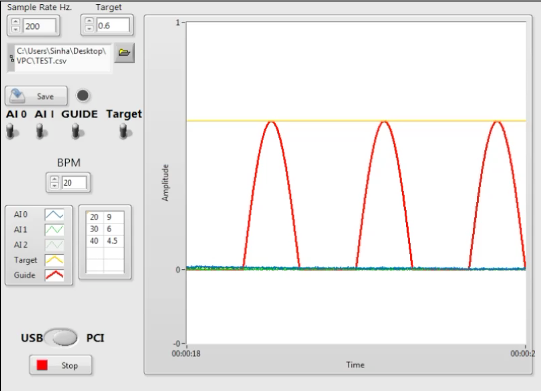 Sample Rate Hz. Target
200 0.6
C:\Users\Sinha\Desktop\
VPC\TEST.csv
Save
AI 0 AI I GUIDE Target
BPM
20
AI 0
AI 1
AI 2
Target
Guide
20 9
30 6
40 4.5
USB PCI
Stop
1
Amplitude
0
-0
00:00:18 00:00:2
Time